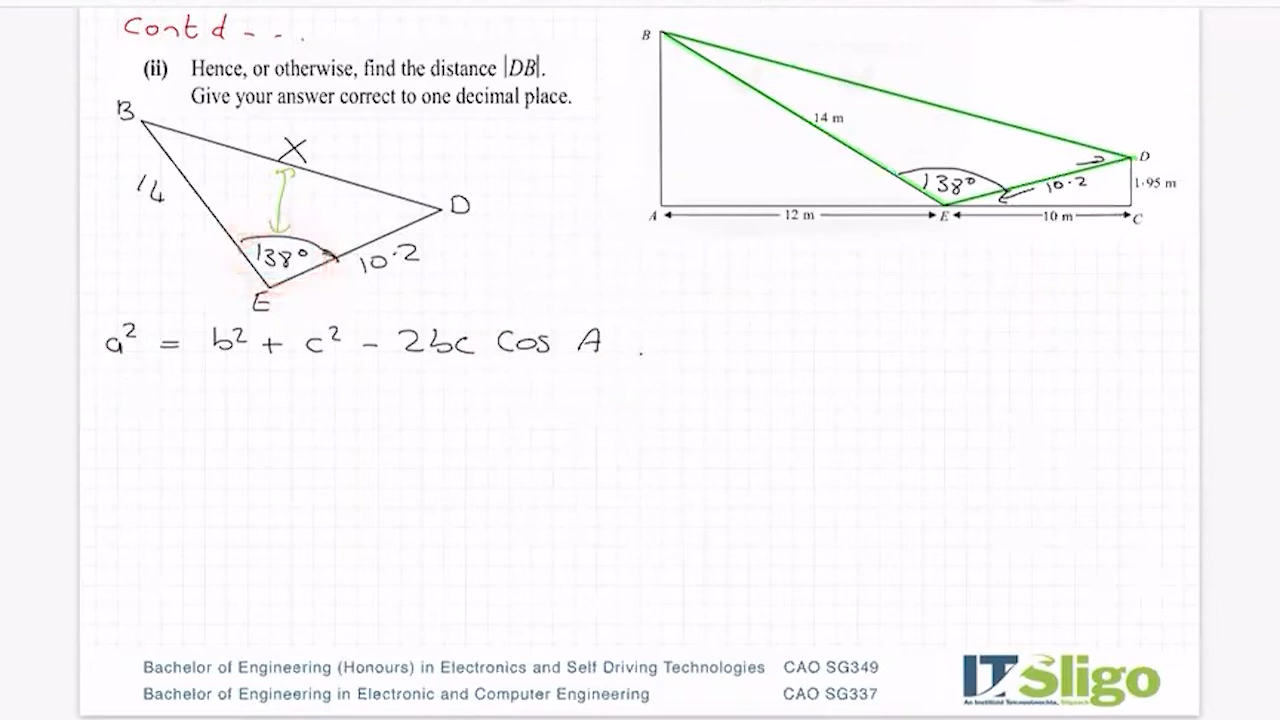 Cont d - - .
(ii) Hence, or otherwise, find the distance |DB|.
Give your answer correct to one decimal place.
B
X
14
D
138°
10.2
E
a² = b² + c² - 2bc Cos A .
B
14 m
D
138°
10.2
1·95 m
A
12 m
E
10 m
C
Bachelor of Engineering (Honours) in Electronics and Self Driving Technologies CAO SG349
Bachelor of Engineering in Electronic and Computer Engineering CAO SG337
IT Sligo